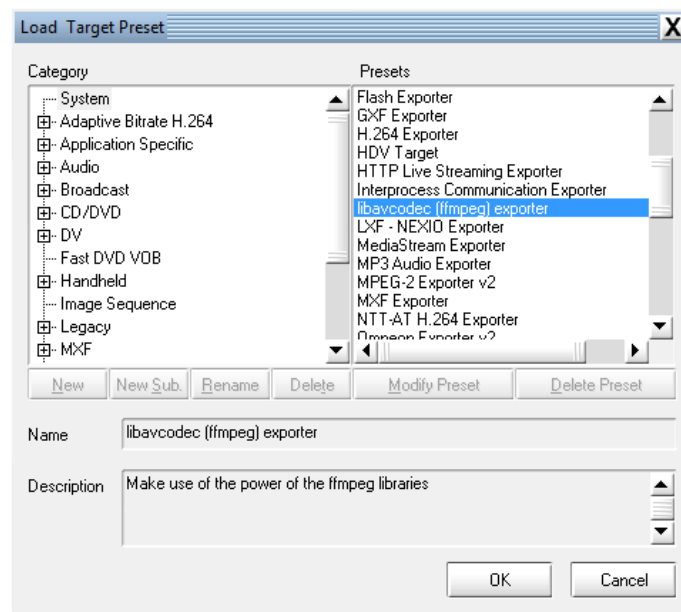 Load Target Preset
X
Category
Presets
System
Adaptive Bitrate H.264
Application Specific
Audio
Broadcast
CD/DVD
DV
Fast DVD VOB
Handheld
Image Sequence
Legacy
MXF
Flash Exporter
GXF Exporter
H.264 Exporter
HDV Target
HTTP Live Streaming Exporter
Interprocess Communication Exporter
libavcodec (ffmpeg) exporter
LXF - NEXIO Exporter
MediaStream Exporter
MP3 Audio Exporter
MPEG-2 Exporter v2
MXF Exporter
NTT-AT H.264 Exporter
Omneon Exporter v2
New
New Sub.
Rename
Delete
Modify Preset
Delete Preset
Name
libavcodec (ffmpeg) exporter
Description
Make use of the power of the ffmpeg libraries
OK
Cancel